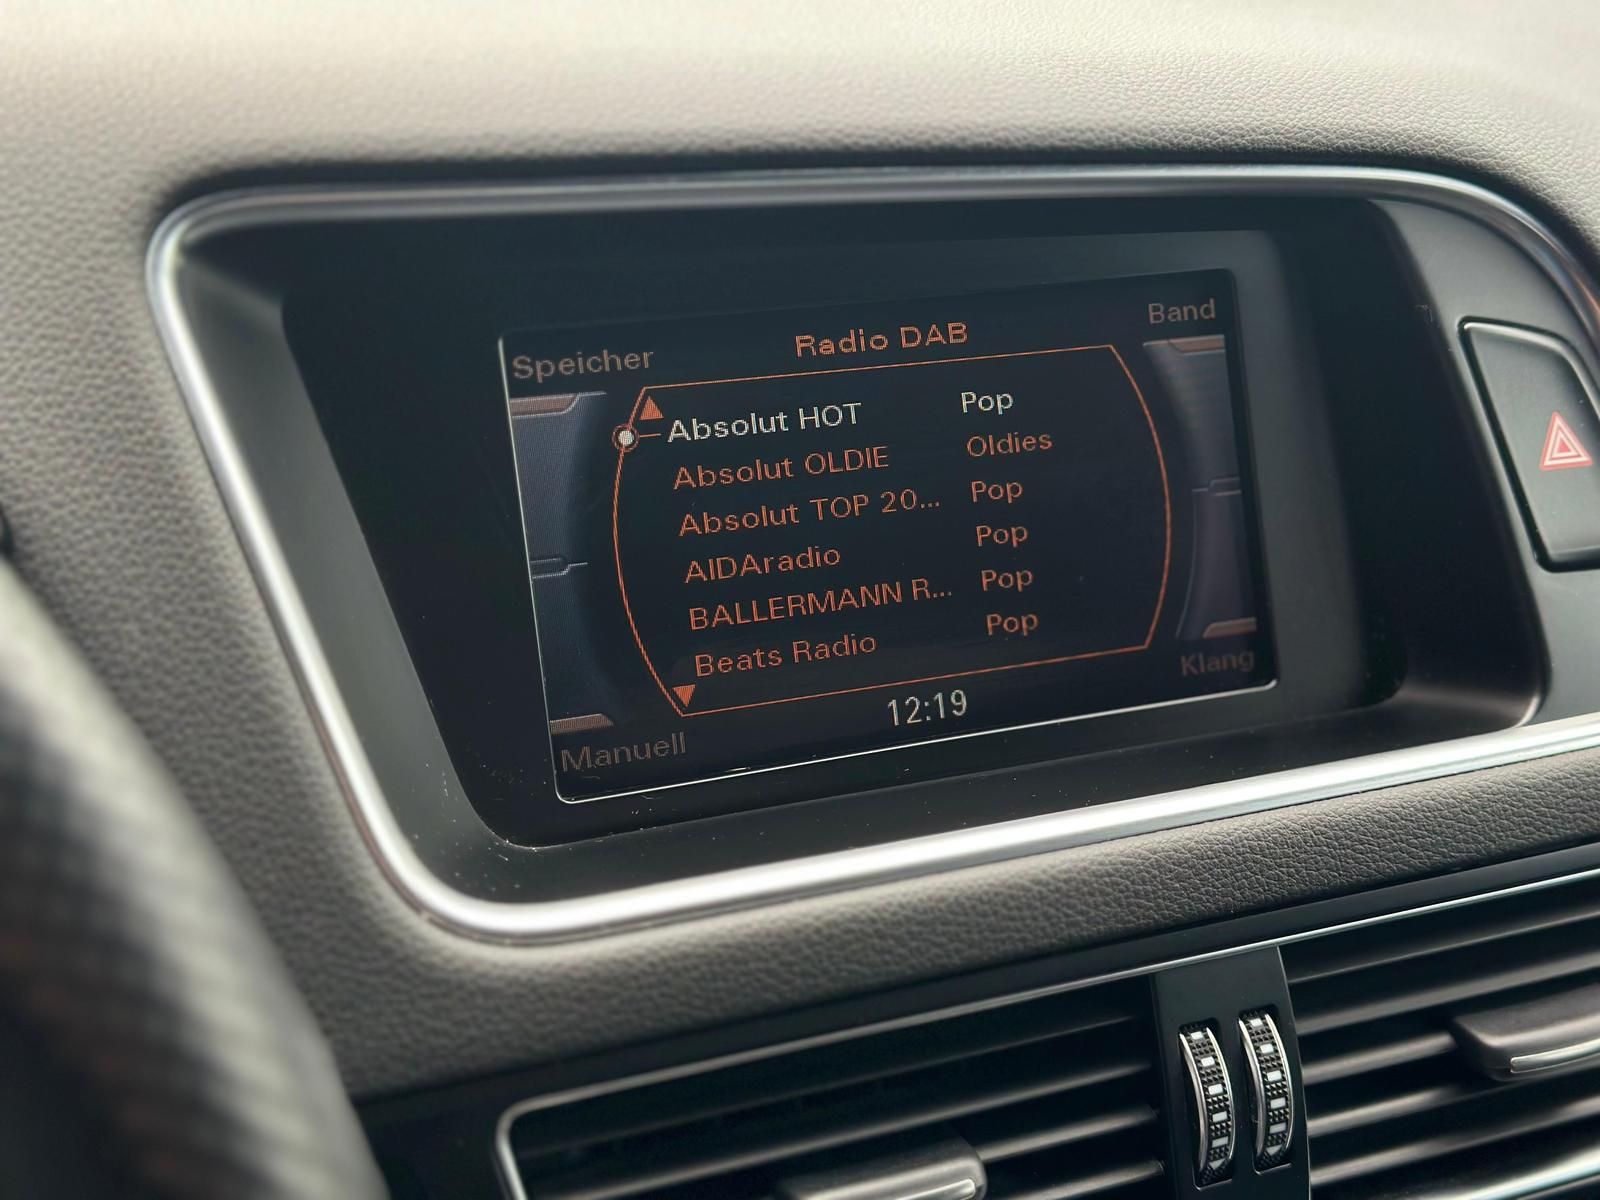 Band
Radio DAB
Speicher
Absolut HOT Pop
Absolut OLDIE Oldies
Absolut TOP 20... Pop
AIDAradio Pop
BALLERMANN R... Pop
Beats Radio Pop
Klang
12:19
Manuell